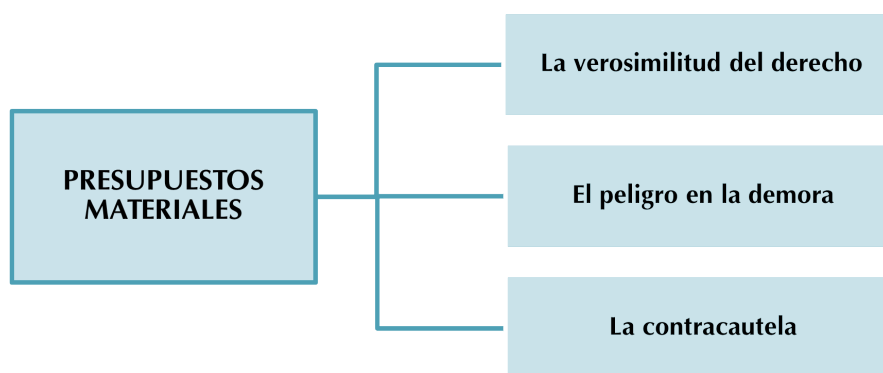 PRESUPUESTOS
MATERIALES
La verosimilitud del derecho
El peligro en la demora
La contracautela